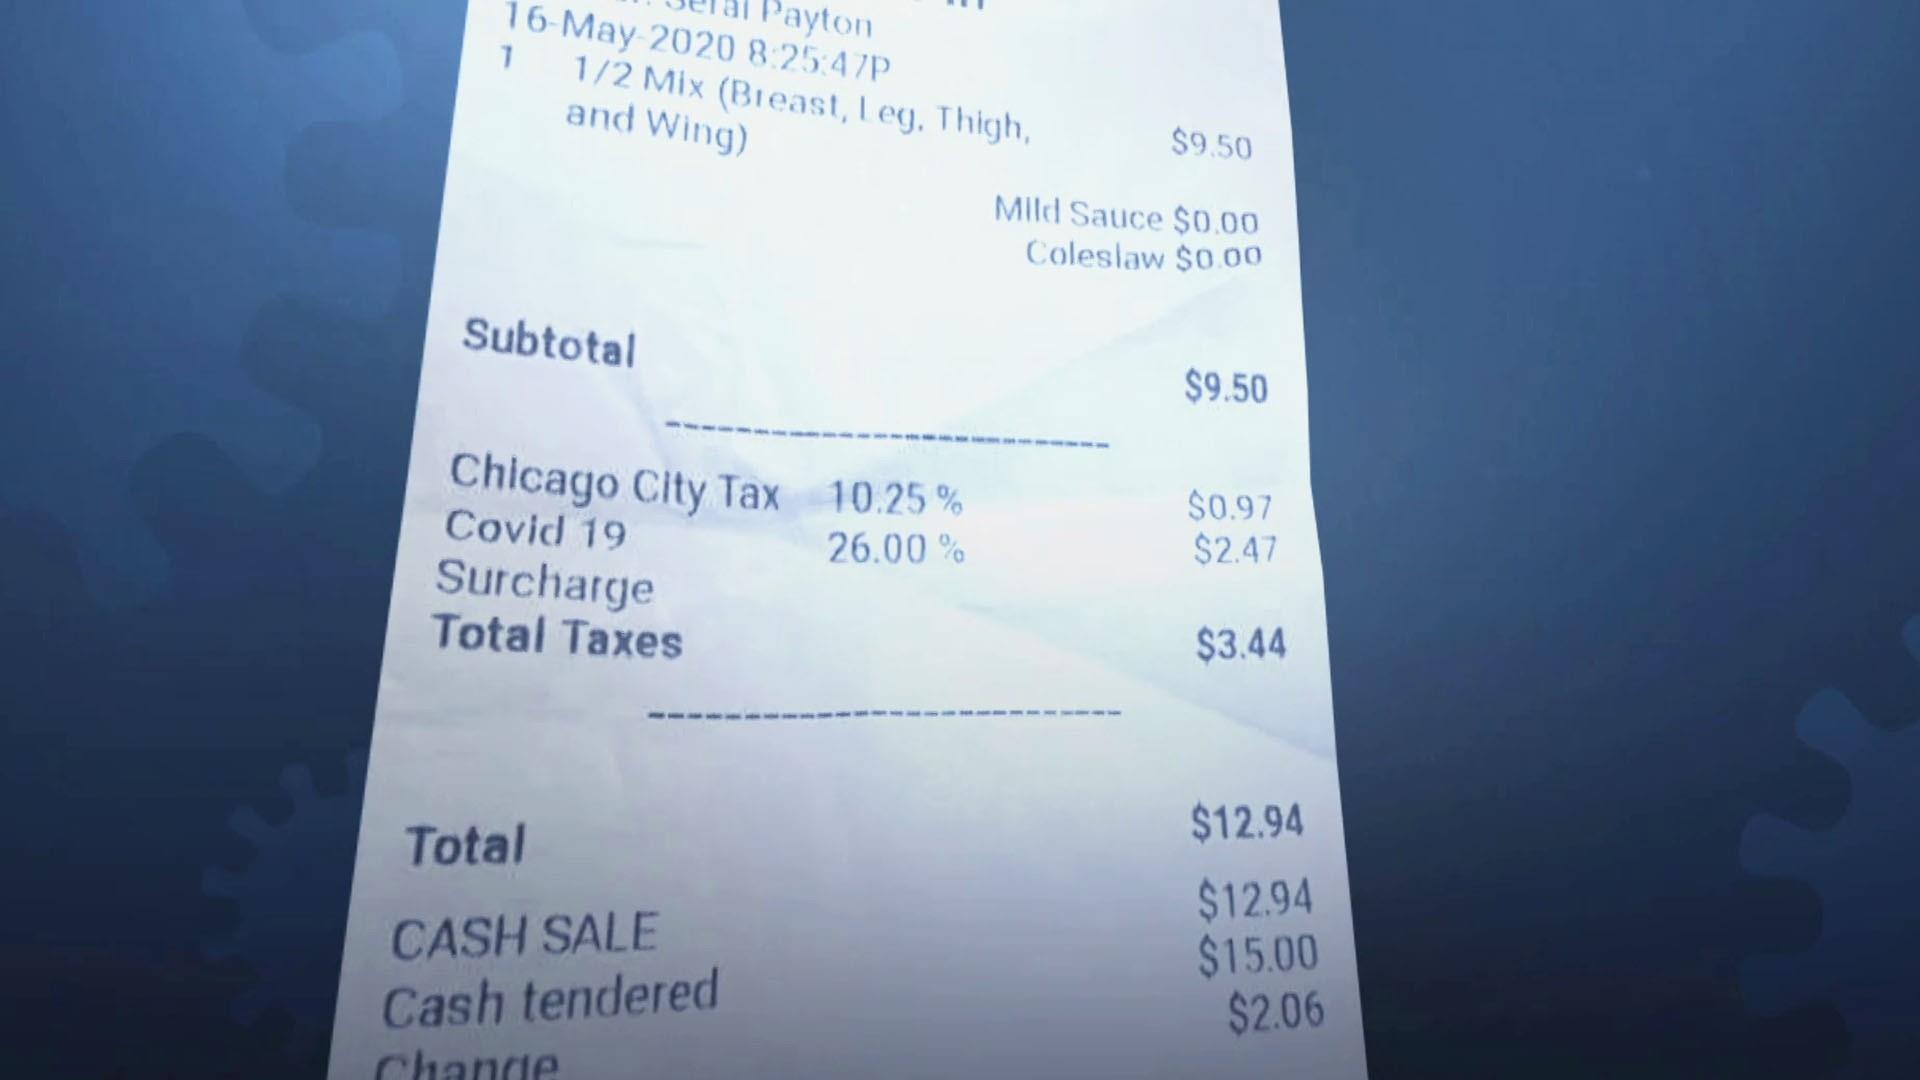 Payton
16-May-2020 8:25:47P
1 1/2 Mix (Breast, Leg, Thigh,
and Wing) $9.50
Mild Sauce $0.00
Coleslaw $0.00
Subtotal $9.50
Chicago City Tax 10.25 % $0.97
Covid 19 26.00 % $2.47
Surcharge
Total Taxes $3.44
Total $12.94
CASH SALE $12.94
Cash tendered $15.00
Change $2.06